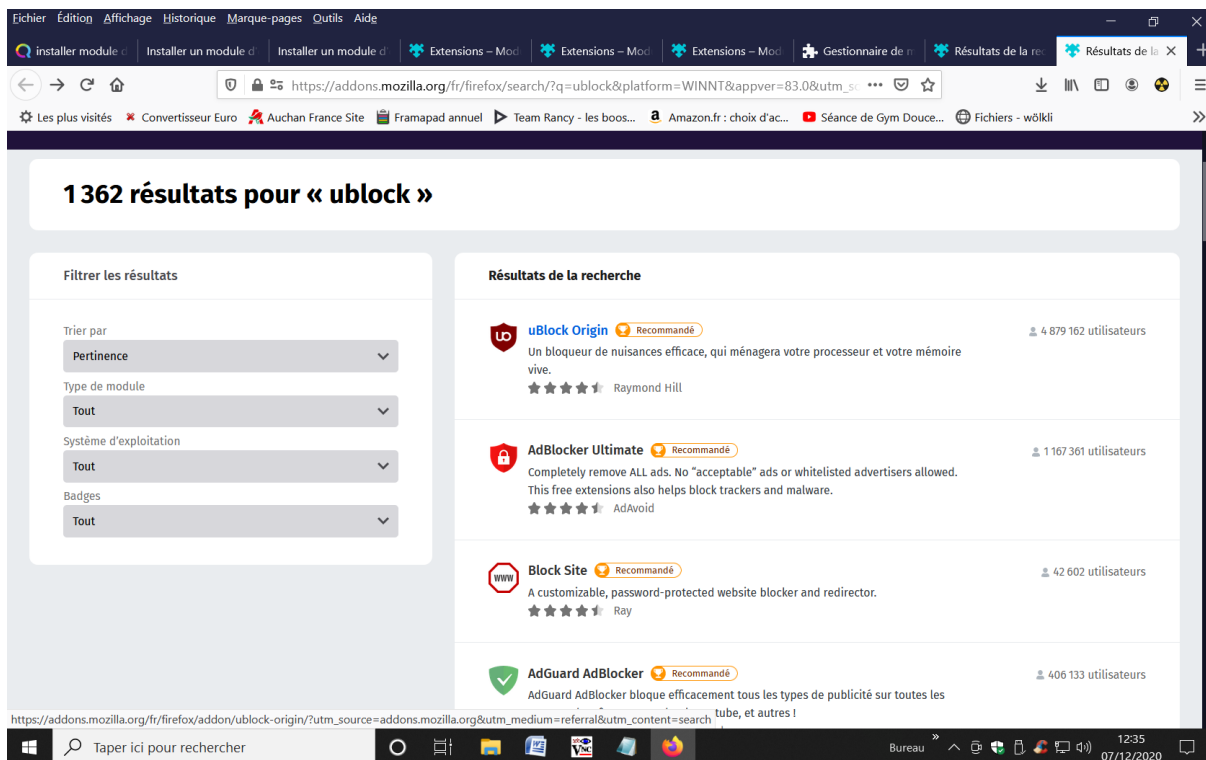 Fichier Édition Affichage Historique Marque-pages Outils Aide
installer module d Installer un module d' Installer un module d' Extensions – Mod Extensions – Mod Extensions – Mod Gestionnaire de m Résultats de la rec Résultats de la
https://addons.mozilla.org/fr/firefox/search/?q=ublock&platform=WINNT&appver=83.0&utm_sc
Les plus visités Convertisseur Euro Auchan France Site Framapad annuel Team Rancy - les boos... Amazon.fr : choix d'ac... Séance de Gym Douce... Fichiers - wölkli
1 362 résultats pour « ublock »
Filtrer les résultats
Trier par
Pertinence
Type de module
Tout
Système d'exploitation
Tout
Badges
Tout
Résultats de la recherche
uBlock Origin Recommandé 4 879 162 utilisateurs
Un bloqueur de nuisances efficace, qui ménagera votre processeur et votre mémoire
vive.
Raymond Hill
AdBlocker Ultimate Recommandé 1 167 361 utilisateurs
Completely remove ALL ads. No "acceptable" ads or whitelisted advertisers allowed.
This free extensions also helps block trackers and malware.
AdAvoid
www
Block Site Recommandé 42 602 utilisateurs
A customizable, password-protected website blocker and redirector.
Ray
AdGuard AdBlocker Recommandé 406 133 utilisateurs
AdGuard AdBlocker bloque efficacement tous les types de publicité sur toutes les
tube, et autres !
https://addons.mozilla.org/fr/firefox/addon/ublock-origin/?utm_source=addons.mozilla.org&utm_medium=referral&utm_content=search
Taper ici pour rechercher Bureau 12:35
07/12/2020